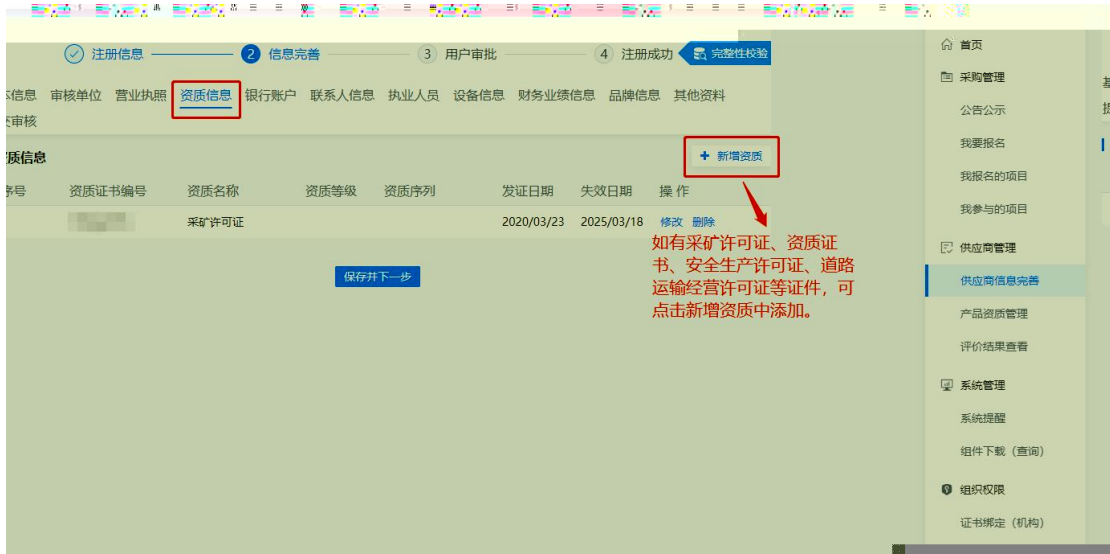 注册信息
2 信息完善
3 用户审批
4 注册成功
完整性校验
信息 审核单位 营业执照 资质信息 银行账户 联系人信息 执业人员 设备信息 财务业绩信息 品牌信息 其他资料
审核
质信息
+ 新增资质
序号 资质证书编号 资质名称 资质等级 资质序列 发证日期 失效日期 操作
采矿许可证 2020/03/23 2025/03/18 修改 删除
保存并下一步
如有采矿许可证、资质证
书、安全生产许可证、道路
运输经营许可证等证件，可
点击新增资质中添加。
首页
采购管理
公告公示
我要报名
我报名的项目
我参与的项目
供应商管理
供应商信息完善
产品资质管理
评价结果查看
系统管理
系统提醒
组件下载（查询）
组织权限
证书绑定（机构）